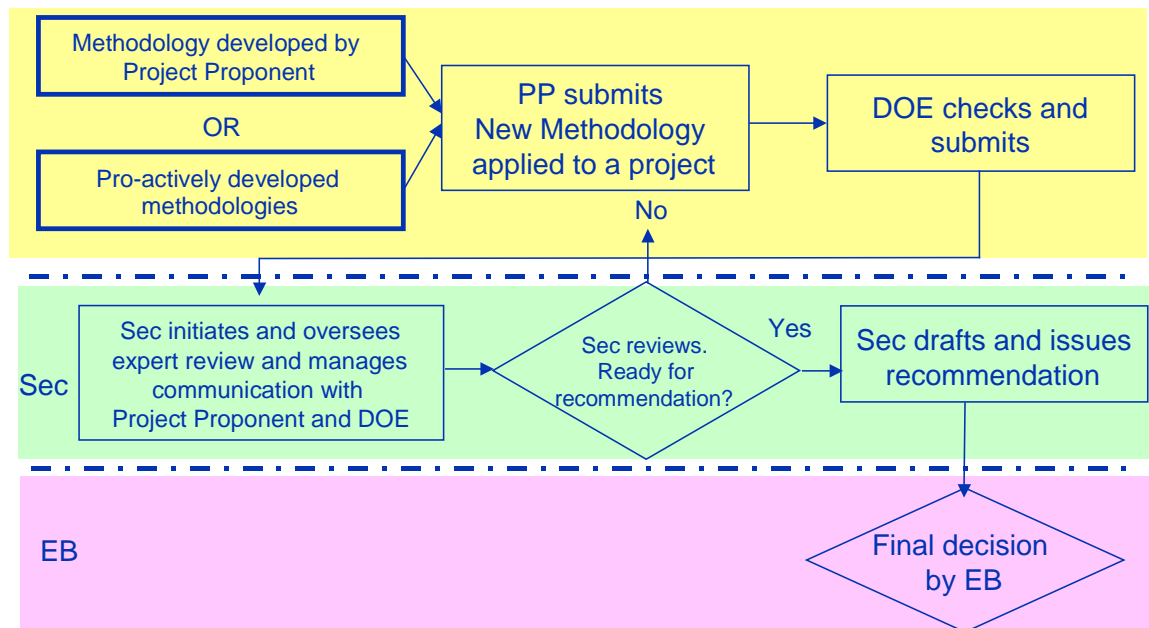 Methodology developed by
Project Proponent
OR
Pro-actively developed
methodologies
PP submits
New Methodology
applied to a project
DOE checks and
submits
No
Sec
Sec initiates and oversees
expert review and manages
communication with
Project Proponent and DOE
Sec reviews.
Ready for
recommendation?
Yes
Sec drafts and issues
recommendation
EB
Final decision
by EB